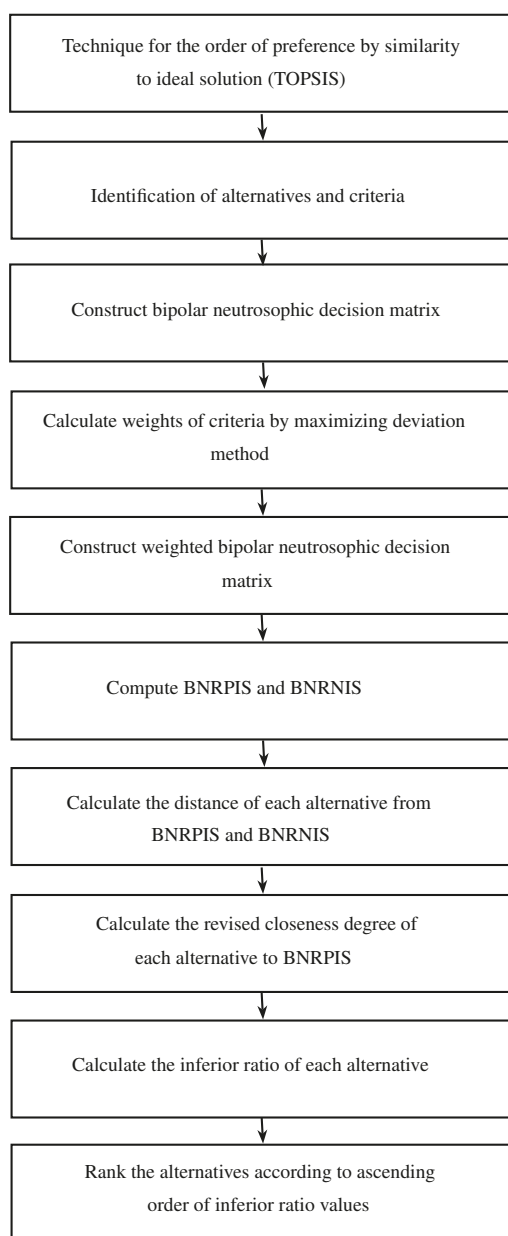 Technique for the order of preference by similarity
to ideal solution (TOPSIS)
Identification of alternatives and criteria
Construct bipolar neutrosophic decision matrix
Calculate weights of criteria by maximizing deviation
method
Construct weighted bipolar neutrosophic decision
matrix
Compute BNRPIS and BNRNIS
Calculate the distance of each alternative from
BNRPIS and BNRNIS
Calculate the revised closeness degree of
each alternative to BNRPIS
Calculate the inferior ratio of each alternative
Rank the alternatives according to ascending
order of inferior ratio values